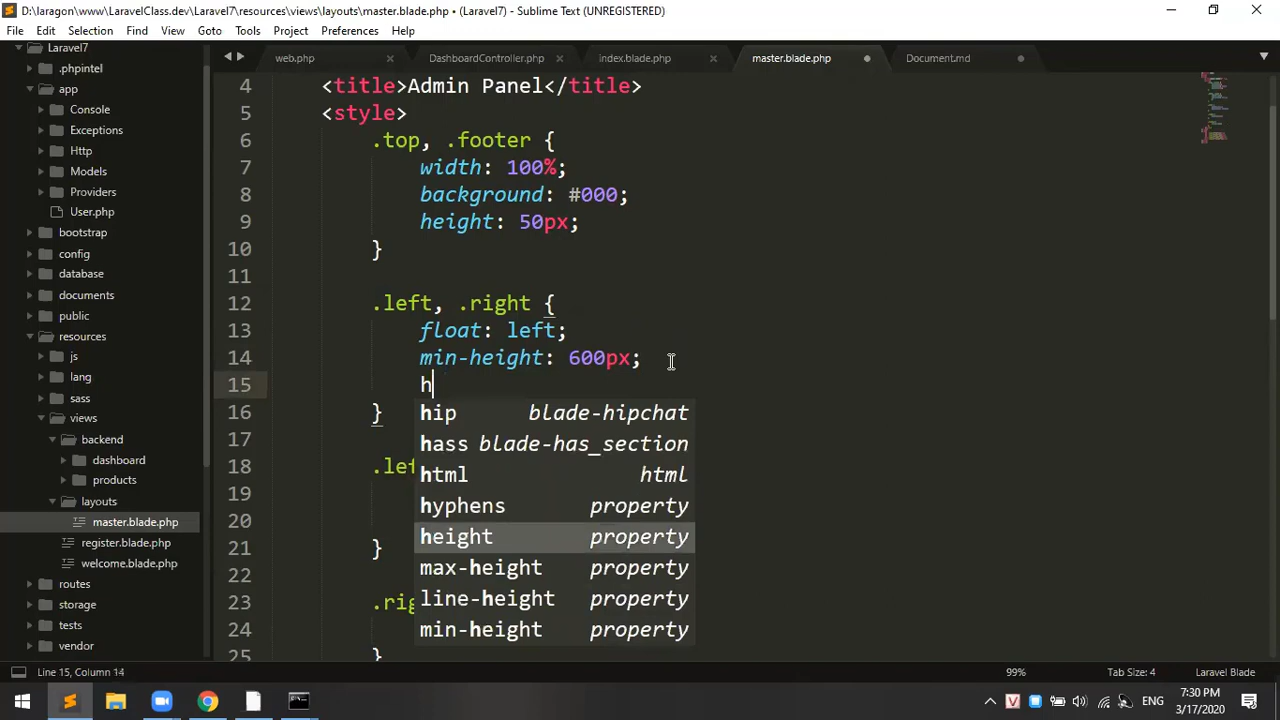 D:\laragon\www\LaravelClass.dev\Laravel7\resources\views\layouts\master.blade.php • (Laravel7) - Sublime Text (UNREGISTERED)
File Edit Selection Find View Goto Tools Project Preferences Help
web.php DashboardController.php index.blade.php master.blade.php Document.md
Laravel7
.phpintel
app
Console
Exceptions
Http
Models
Providers
User.php
bootstrap
config
database
documents
public
resources
js
lang
sass
views
backend
dashboard
products
layouts
master.blade.php
register.blade.php
welcome.blade.php
routes
storage
tests
vendor
4 <title>Admin Panel</title>
5 <style>
6 .top, .footer {
7 width: 100%;
8 background: #000;
9 height: 50px;
10 }
11
12 .left, .right {
13 float: left;
14 min-height: 600px;
15 h
16 }
17
18 .lef
19
20
21 }
22
23 .rig
24
25 }
hip blade-hipchat
hass blade-has_section
html html
hyphens property
height property
max-height property
line-height property
min-height property
Line 15, Column 14 99% Tab Size: 4 Laravel Blade
V ENG 7:30 PM
3/17/2020